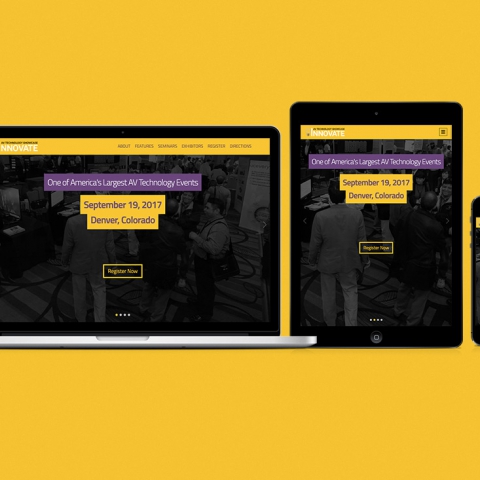 INNOVATE
ABOUT FEATURES SEMINARS EXHIBITORS REGISTER DIRECTIONS
One of America's Largest AV Technology Events
September 19, 2017
Denver, Colorado
Register Now
INNOVATE
One of America's Largest AV Technology Events
September 19, 2017
Denver, Colorado
Register Now